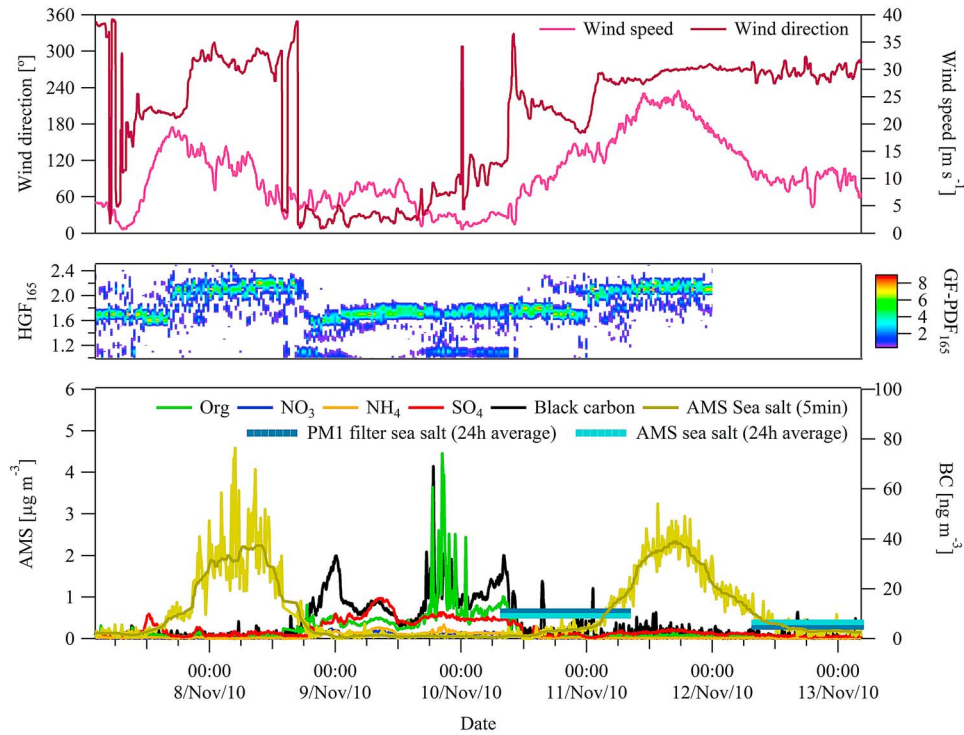 360
300
240
180
120
60
0
Wind direction [º]
Wind speed
Wind direction
40
35
30
25
20
15
10
5
0
Wind speed [m s-1]
2.4
2.0
1.6
1.2
HGF165
8
6
4
2
GF-PDF165
6
5
4
3
2
1
0
AMS [µg m-3]
Org NO3 NH4 SO4 Black carbon AMS Sea salt (5min)
PM1 filter sea salt (24h average) AMS sea salt (24h average)
100
80
60
40
20
0
BC [ng m-3]
00:00 00:00 00:00 00:00 00:00 00:00
8/Nov/10 9/Nov/10 10/Nov/10 11/Nov/10 12/Nov/10 13/Nov/10
Date